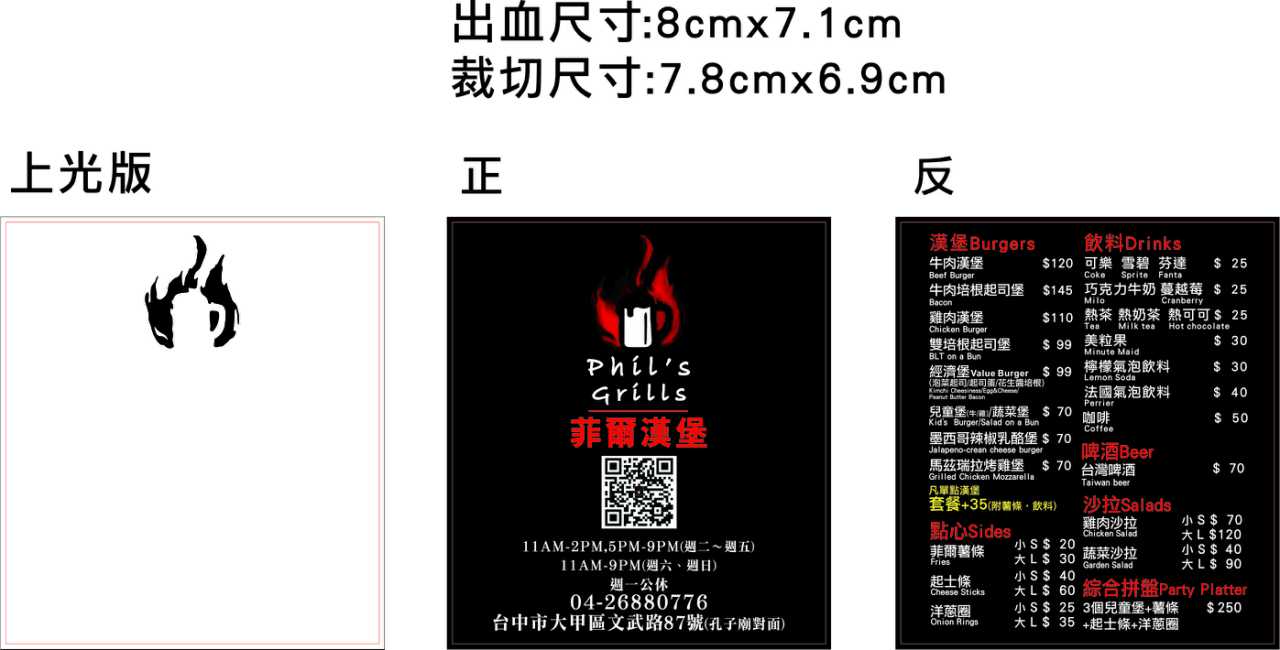 出血尺寸:8cmx7.1cm
裁切尺寸:7.8cmx6.9cm
上光版
正
反
Phil's
Grills
菲爾漢堡
11AM-2PM,5PM-9PM(週二~週五)
11AM-9PM(週六、週日)
週一公休
04-26880776
台中市大甲區文武路87號(孔子廟對面)
漢堡Burgers
牛肉漢堡 $120
Beef Burger
牛肉培根起司堡 $145
Bacon
雞肉漢堡 $110
Chicken Burger
雙培根起司堡 $ 99
BLT on a Bun
經濟堡Value Burger $ 99
(泡菜起司/起司蛋/花生醬培根)
Kimchi Cheesiness/Egg&Cheese/
Peanut Butter Bacon
兒童堡(牛/雞)/蔬菜堡 $ 70
Kid's Burger/Salad on a Bun
墨西哥辣椒乳酪堡 $ 70
Jalapeno-crean cheese burger
馬茲瑞拉烤雞堡 $ 70
Grilled Chicken Mozzarella
凡單點漢堡
套餐+35(附薯條・飲料)
點心Sides
菲爾薯條 小 S $ 20
Fries 大 L $ 30
起士條 小 S $ 40
Cheese Sticks 大 L $ 60
洋蔥圈 小 S $ 25
Onion Rings 大 L $ 35
飲料Drinks
可樂 雪碧 芬達 $ 25
Coke Sprite Fanta
巧克力牛奶 蔓越莓 $ 25
Milo Cranberry
熱茶 熱奶茶 熱可可 $ 25
Tea Milk tea Hot chocolate
美粒果 $ 30
Minute Maid
檸檬氣泡飲料 $ 30
Lemon Soda
法國氣泡飲料 $ 40
Perrier
咖啡 $ 50
Coffee
啤酒Beer
台灣啤酒 $ 70
Taiwan beer
沙拉Salads
雞肉沙拉 小 S $ 70
Chicken Salad 大 L $120
蔬菜沙拉 小 S $ 40
Garden Salad 大 L $ 90
綜合拼盤Party Platter
3個兒童堡+薯條 $250
+起士條+洋蔥圈